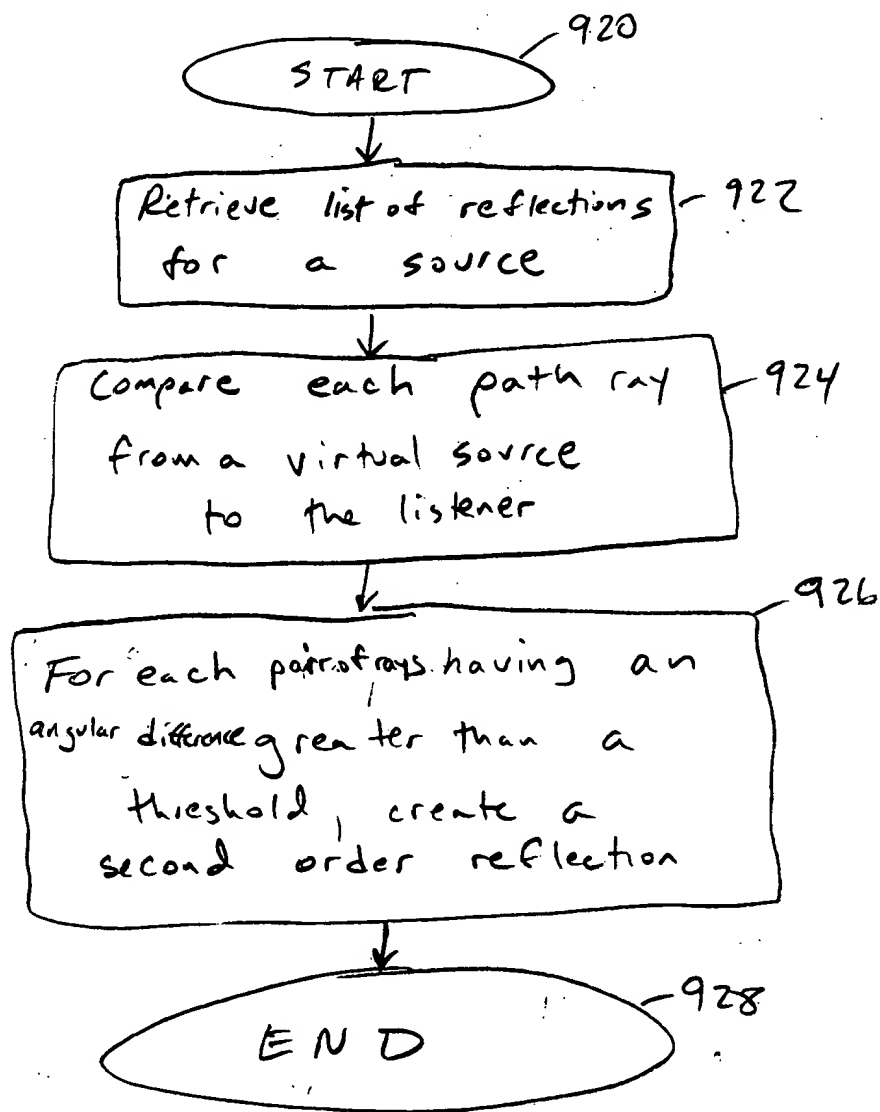 920
START
Retrieve list of reflections
922
for a source
Compare each path ray
924
from a virtual source
to the listener
926
For each pair of rays having an
angular difference greater than a
threshold, create a
second order reflection
928
END